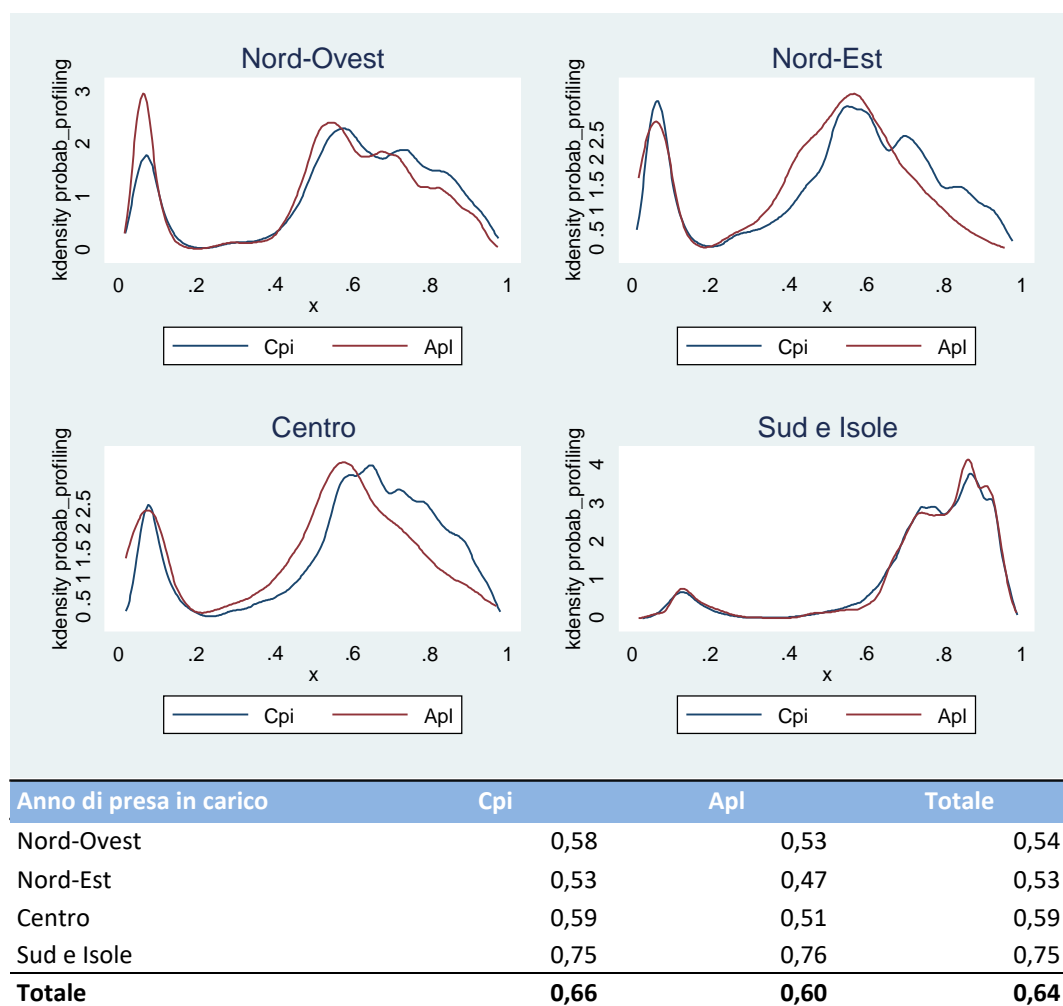 Nord-Ovest
kdensity probab_profiling
0 1 2 3
0 .2 .4 .6 .8 1
x
Cpi Apl
Nord-Est
kdensity probab_profiling
0 .5 1 1.5 2 2.5
0 .2 .4 .6 .8 1
x
Cpi Apl
Centro
kdensity probab_profiling
0 .5 1 1.5 2 2.5
0 .2 .4 .6 .8 1
x
Cpi Apl
Sud e Isole
kdensity probab_profiling
0 1 2 3 4
0 .2 .4 .6 .8 1
x
Cpi Apl
Anno di presa in carico Cpi Apl Totale
Nord-Ovest 0,58 0,53 0,54
Nord-Est 0,53 0,47 0,53
Centro 0,59 0,51 0,59
Sud e Isole 0,75 0,76 0,75
Totale 0,66 0,60 0,64